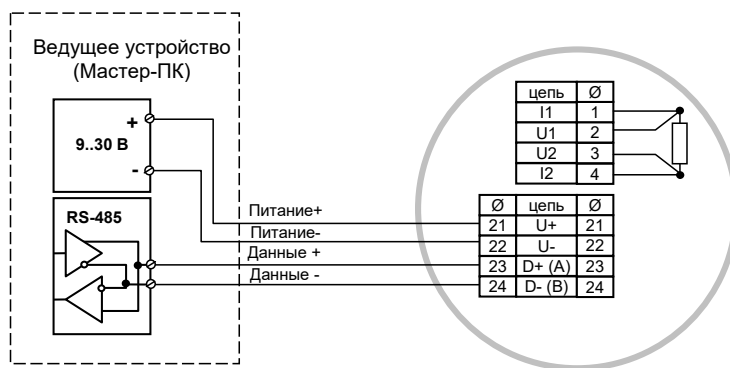 Ведущее устройство
(Мастер-ПК)
+
9..30 В
-
RS-485
Питание+
Питание-
Данные +
Данные -
цепь Ø
I1 1
U1 2
U2 3
I2 4
Ø цепь Ø
21 U+ 21
22 U- 22
23 D+ (A) 23
24 D- (B) 24